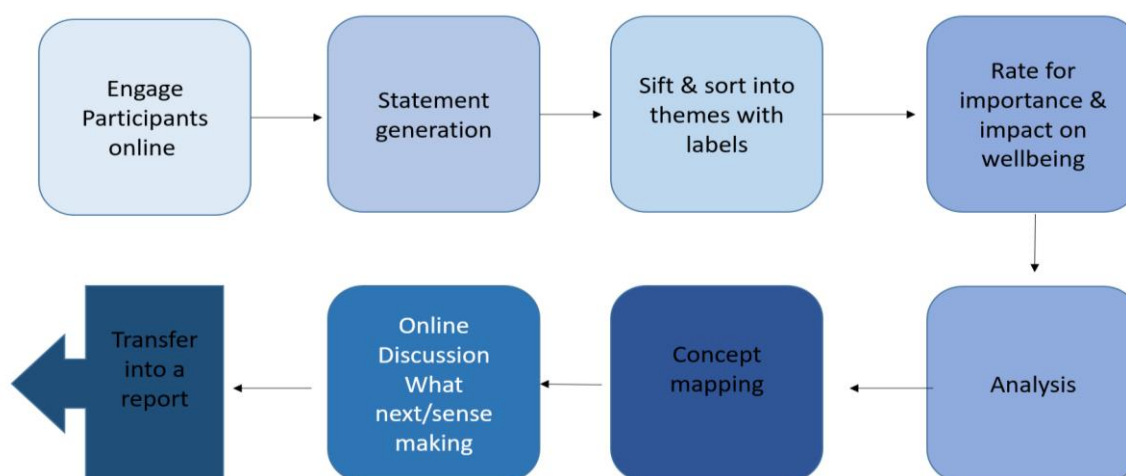 Engage
Participants
online
Statement
generation
Sift & sort into
themes with
labels
Rate for
importance &
impact on
wellbeing
Analysis
Concept
mapping
Online
Discussion
What
next/sense
making
Transfer
into a
report